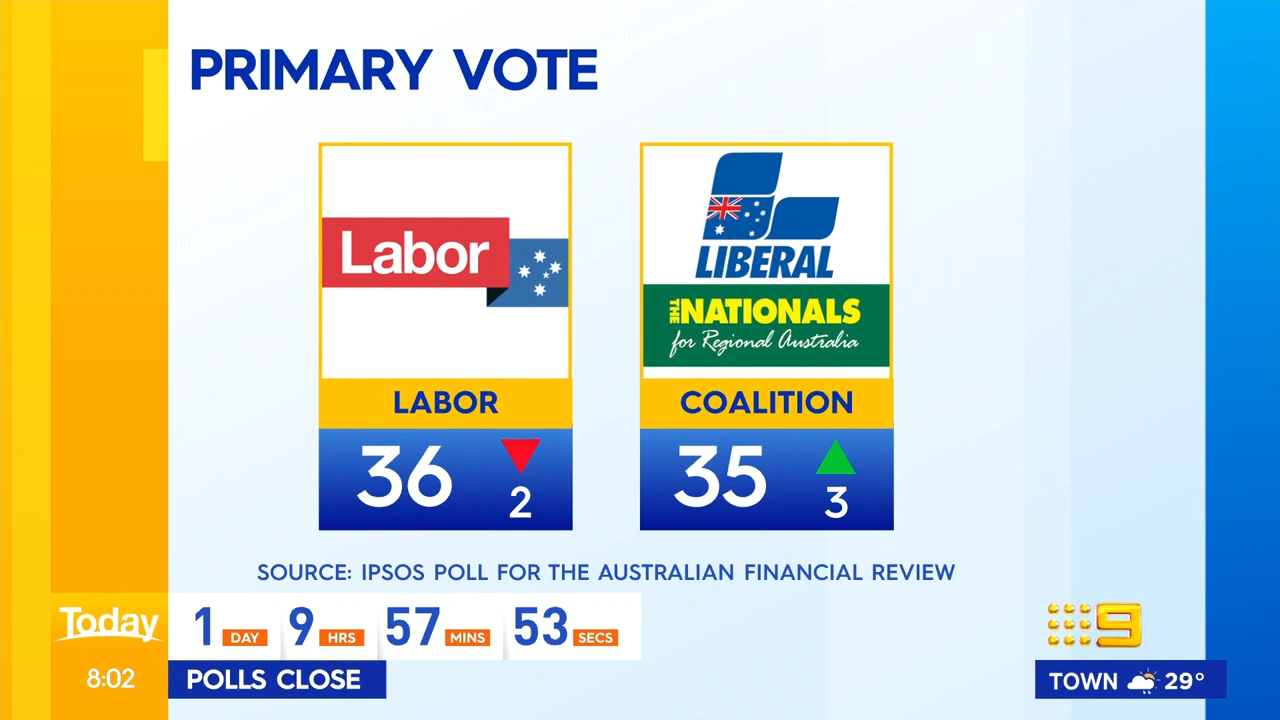 PRIMARY VOTE
Labor
LIBERAL
THE NATIONALS
for Regional Australia
LABOR
COALITION
36
2
35
3
SOURCE: IPSOS POLL FOR THE AUSTRALIAN FINANCIAL REVIEW
Today
1 DAY 9 HRS 57 MINS 53 SECS
9
8:02
POLLS CLOSE
TOWN 29°